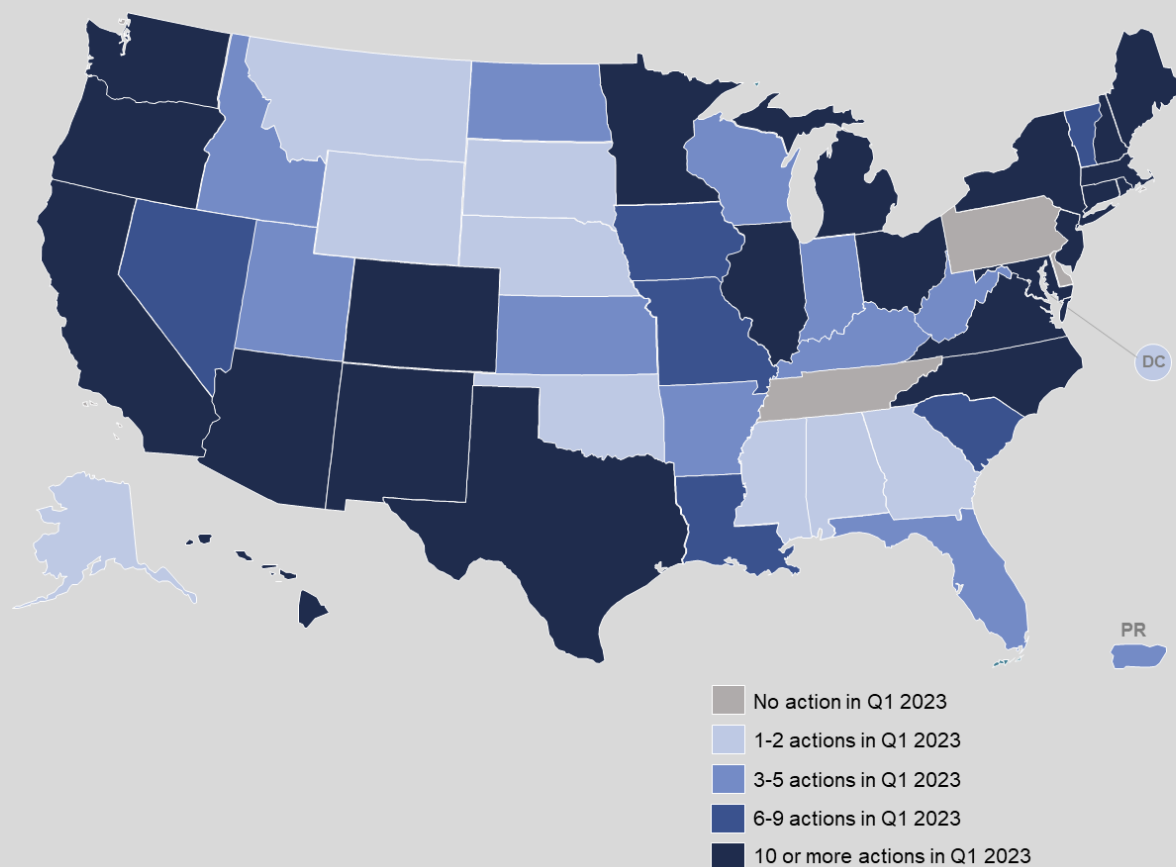 DC
PR
No action in Q1 2023
1-2 actions in Q1 2023
3-5 actions in Q1 2023
6-9 actions in Q1 2023
10 or more actions in Q1 2023